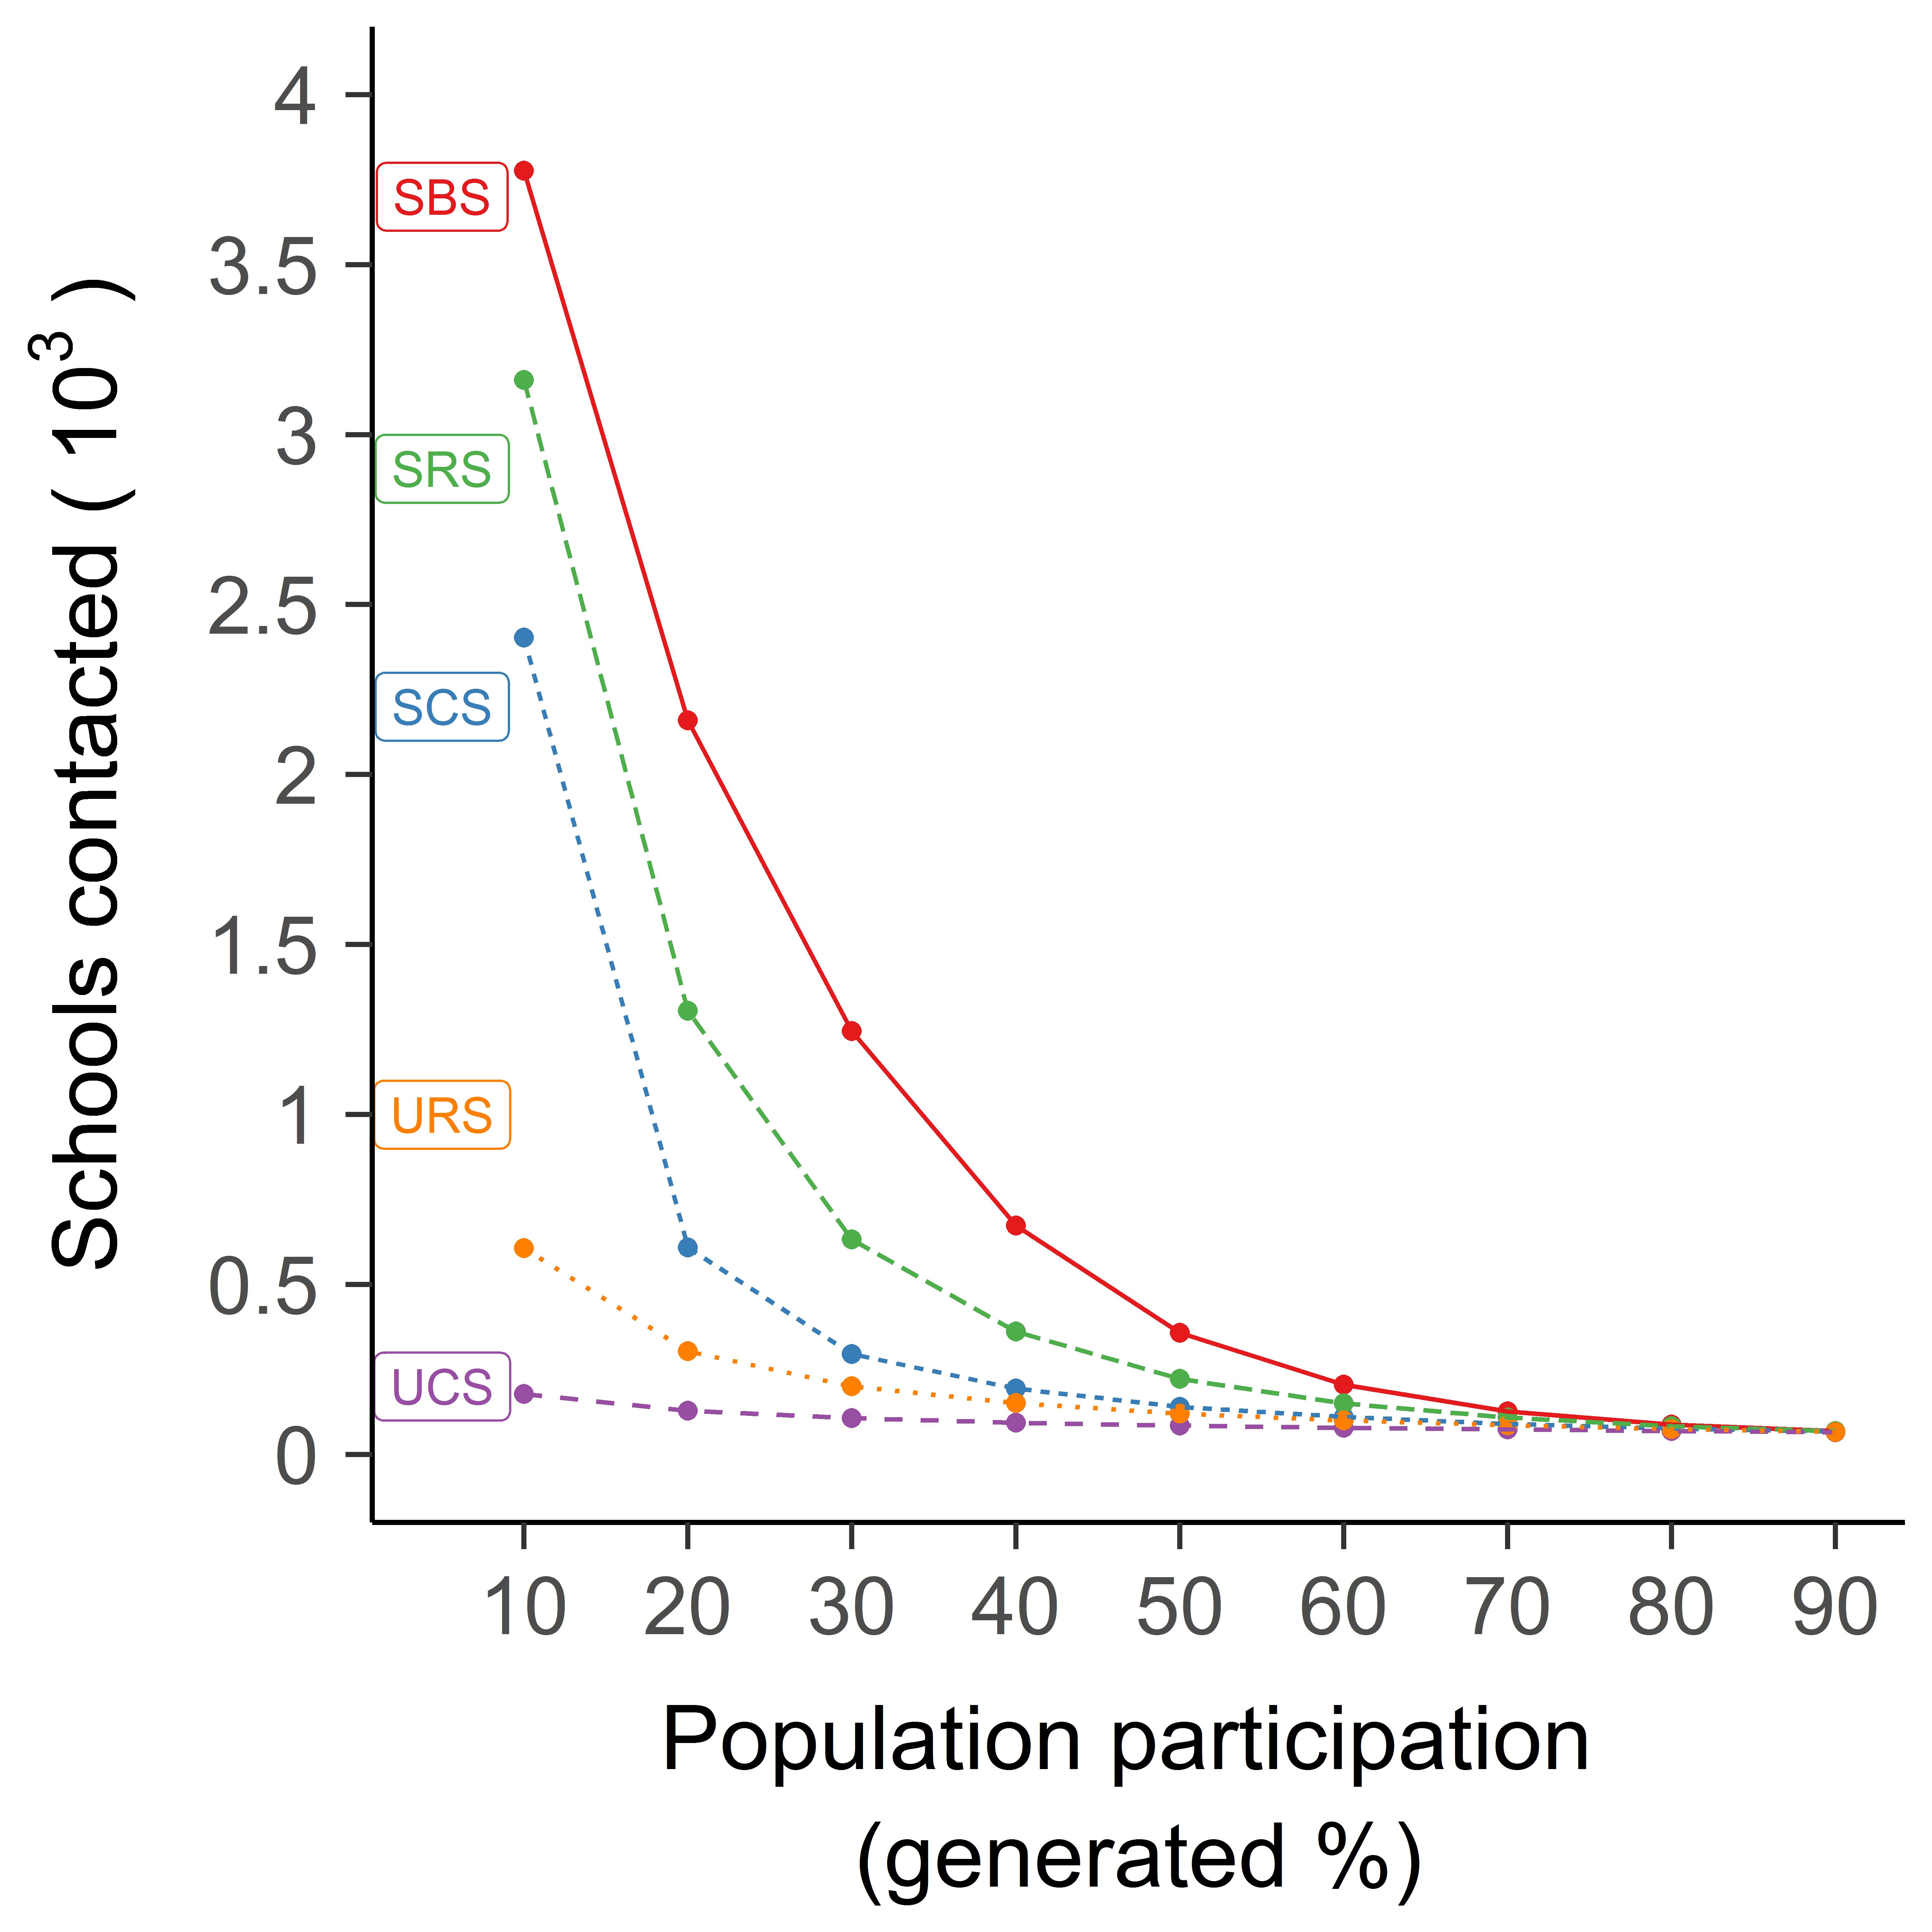 Schools contacted ( 10³ )
4
3.5
3
2.5
2
1.5
1
0.5
0
SBS
SRS
SCS
URS
UCS
10 20 30 40 50 60 70 80 90
Population participation
(generated %)